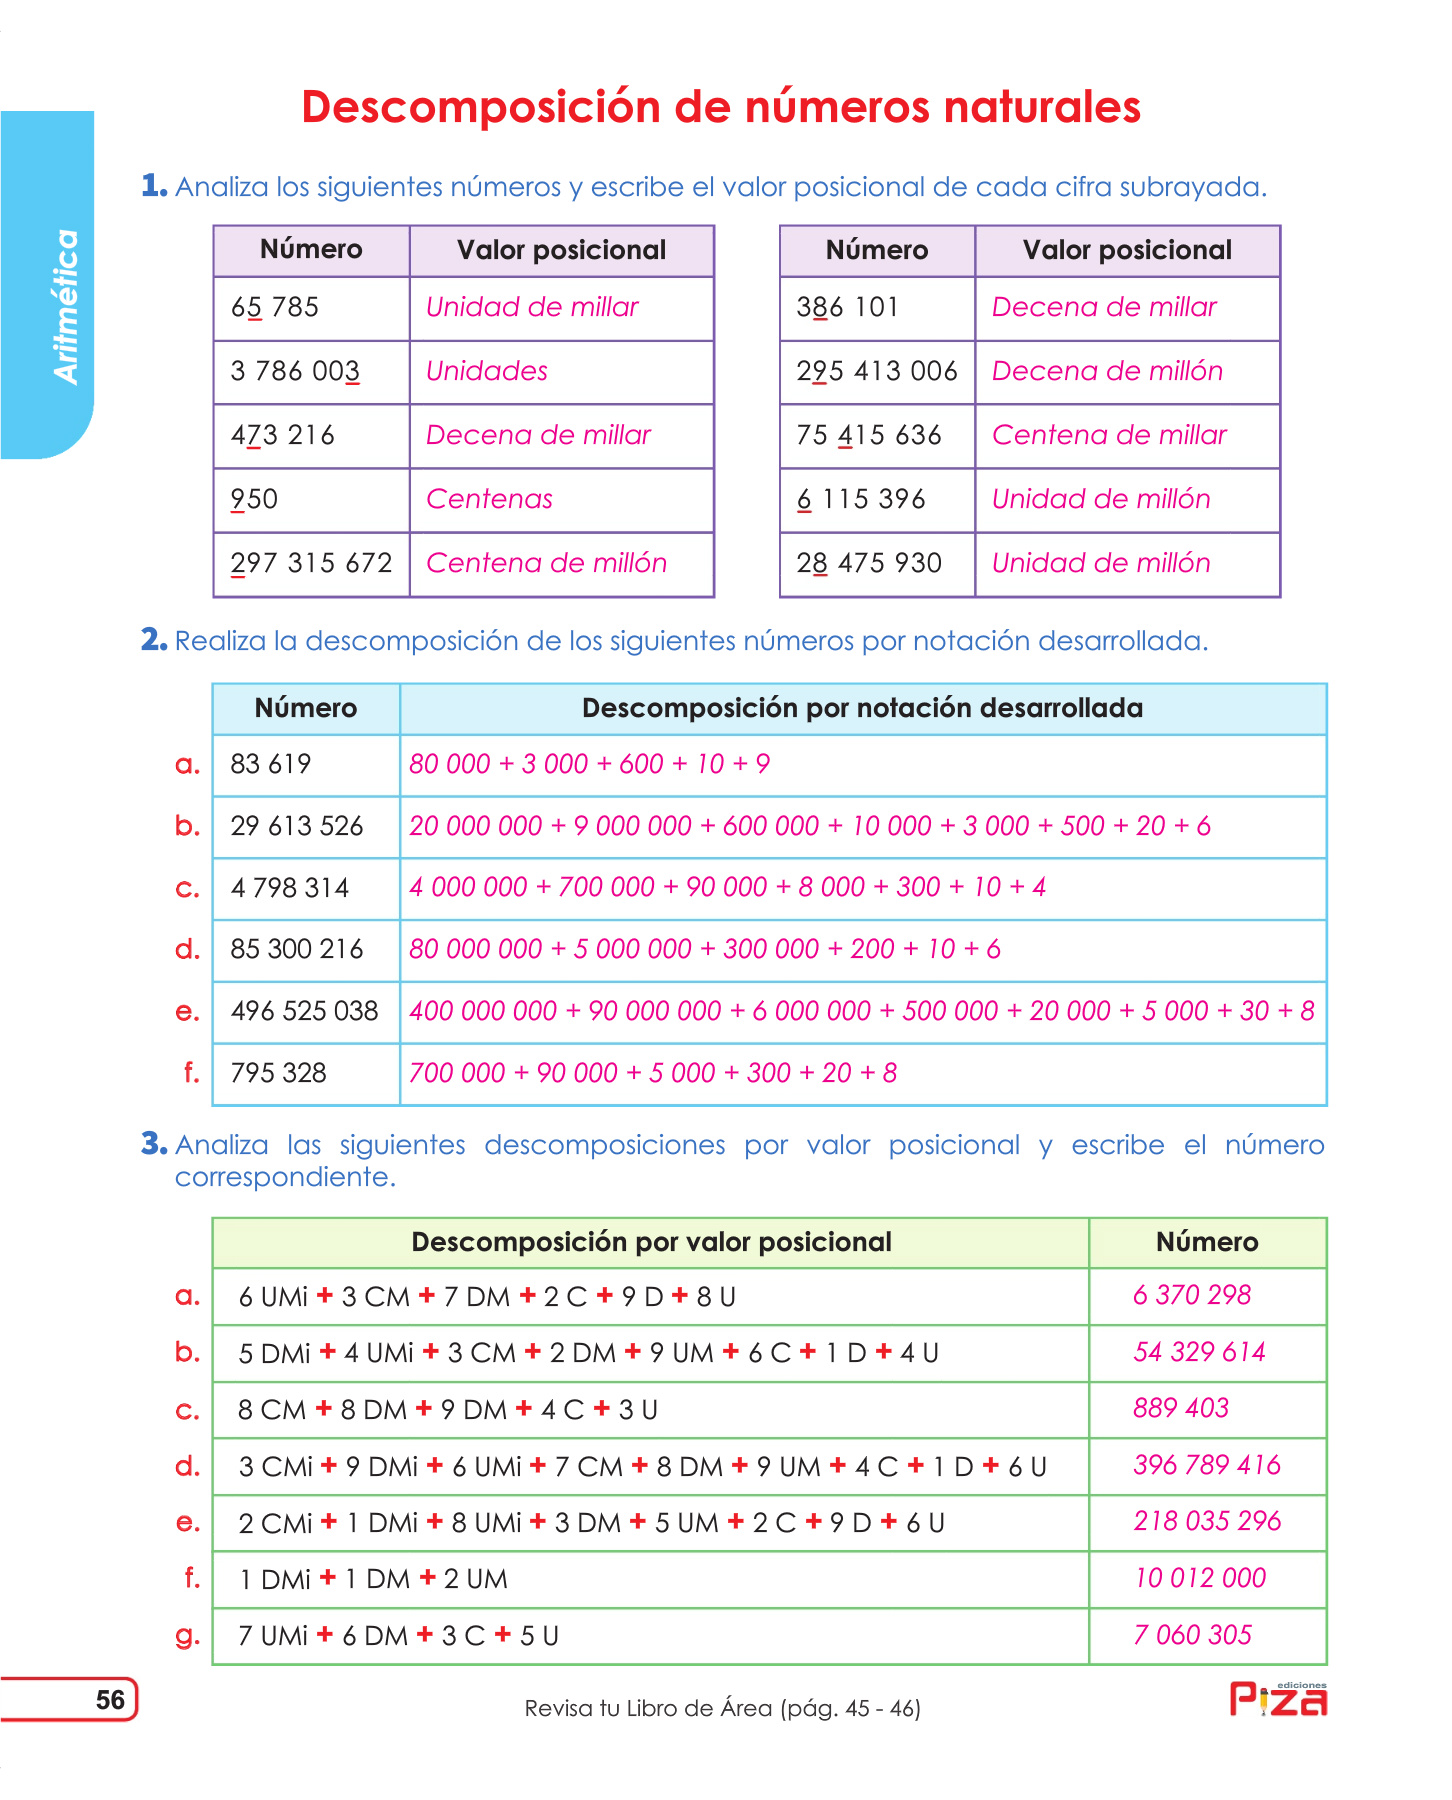 Descomposición de números naturales
Aritmética
1. Analiza los siguientes números y escribe el valor posicional de cada cifra subrayada.
Número Valor posicional
65 785 Unidad de millar
3 786 003 Unidades
473 216 Decena de millar
950 Centenas
297 315 672 Centena de millón
Número Valor posicional
386 101 Decena de millar
295 413 006 Decena de millón
75 415 636 Centena de millar
6 115 396 Unidad de millón
28 475 930 Unidad de millón
2. Realiza la descomposición de los siguientes números por notación desarrollada.
Número Descomposición por notación desarrollada
a. 83 619 80 000 + 3 000 + 600 + 10 + 9
b. 29 613 526 20 000 000 + 9 000 000 + 600 000 + 10 000 + 3 000 + 500 + 20 + 6
c. 4 798 314 4 000 000 + 700 000 + 90 000 + 8 000 + 300 + 10 + 4
d. 85 300 216 80 000 000 + 5 000 000 + 300 000 + 200 + 10 + 6
e. 496 525 038 400 000 000 + 90 000 000 + 6 000 000 + 500 000 + 20 000 + 5 000 + 30 + 8
f. 795 328 700 000 + 90 000 + 5 000 + 300 + 20 + 8
3. Analiza las siguientes descomposiciones por valor posicional y escribe el número
correspondiente.
Descomposición por valor posicional Número
a. 6 UMi + 3 CM + 7 DM + 2 C + 9 D + 8 U 6 370 298
b. 5 DMi + 4 UMi + 3 CM + 2 DM + 9 UM + 6 C + 1 D + 4 U 54 329 614
c. 8 CM + 8 DM + 9 DM + 4 C + 3 U 889 403
d. 3 CMi + 9 DMi + 6 UMi + 7 CM + 8 DM + 9 UM + 4 C + 1 D + 6 U 396 789 416
e. 2 CMi + 1 DMi + 8 UMi + 3 DM + 5 UM + 2 C + 9 D + 6 U 218 035 296
f. 1 DMi + 1 DM + 2 UM 10 012 000
g. 7 UMi + 6 DM + 3 C + 5 U 7 060 305
56
Revisa tu Libro de Área (pág. 45 - 46)
ediciones
Piza